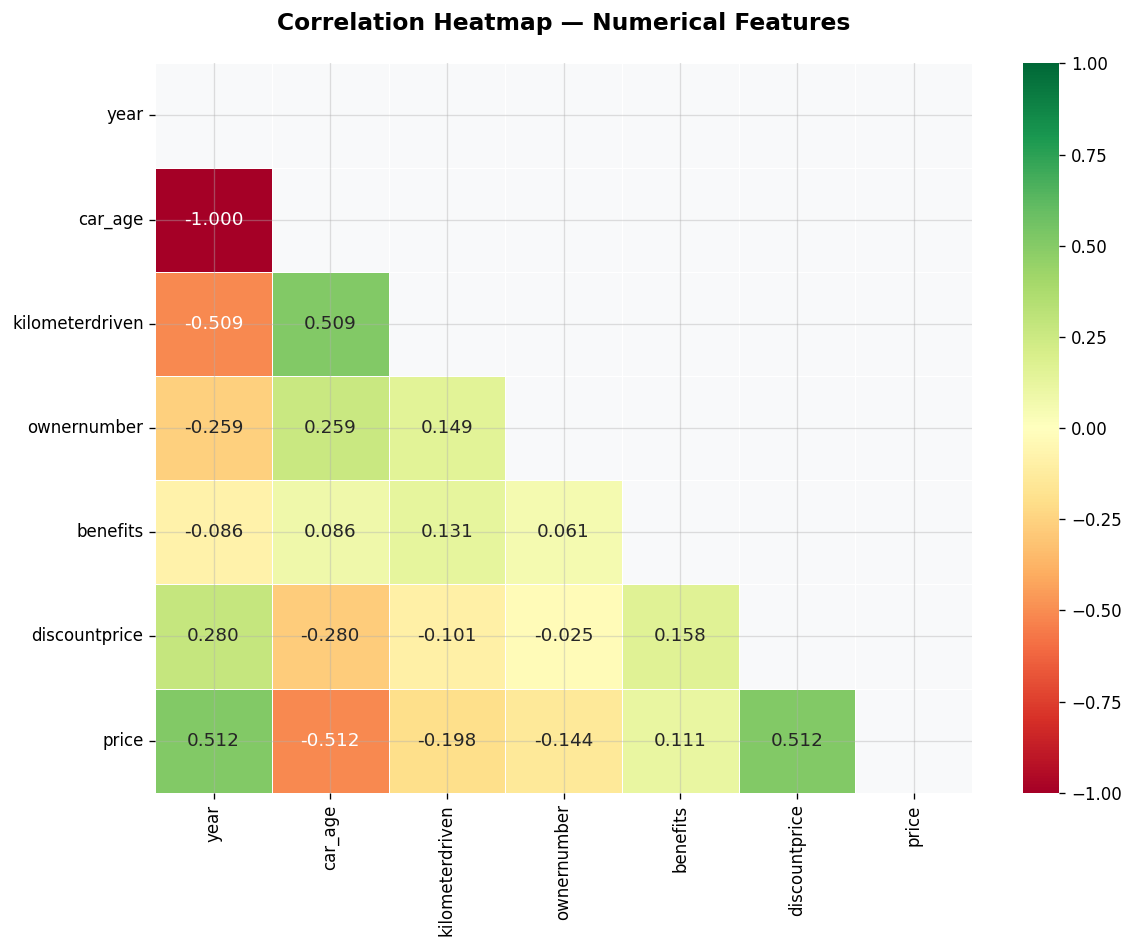 Correlation Heatmap — Numerical Features
year
car_age
-1.000
kilometerdriven
-0.509 0.509
ownernumber
-0.259 0.259 0.149
benefits
-0.086 0.086 0.131 0.061
discountprice
0.280 -0.280 -0.101 -0.025 0.158
price
0.512 -0.512 -0.198 -0.144 0.111 0.512
year
car_age
kilometerdriven
ownernumber
benefits
discountprice
price
1.00
0.75
0.50
0.25
0.00
−0.25
−0.50
−0.75
−1.00